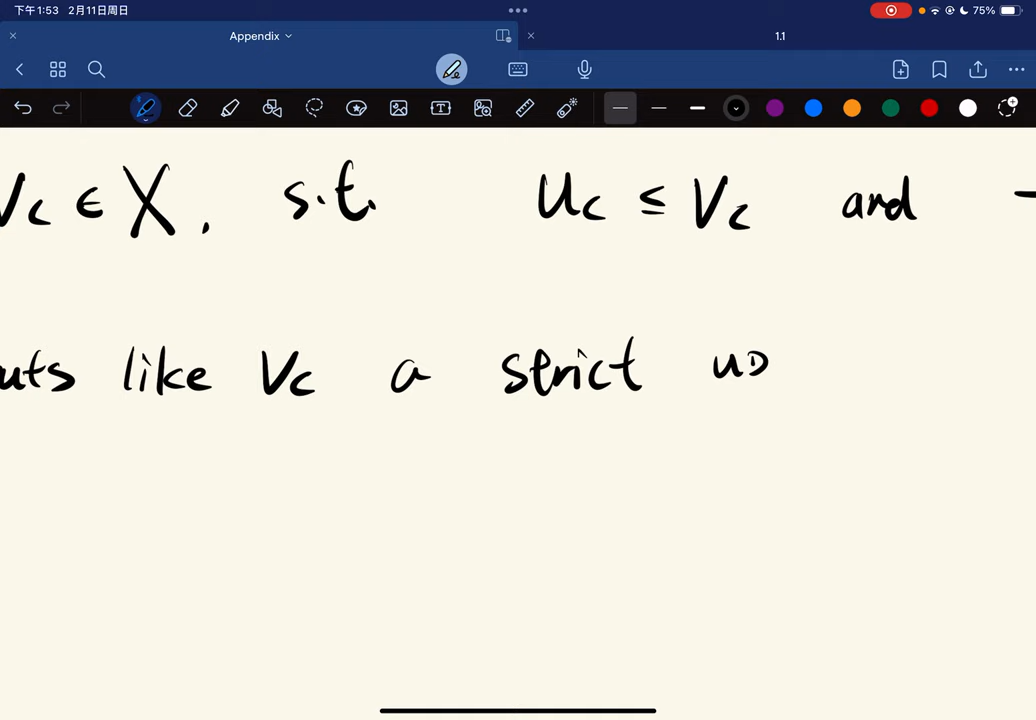 下午1:53 2月11日周日
75%
Appendix
1.1
Vc ∈ X, s.t. uc ≤ Vc and
uts like Vc a strict